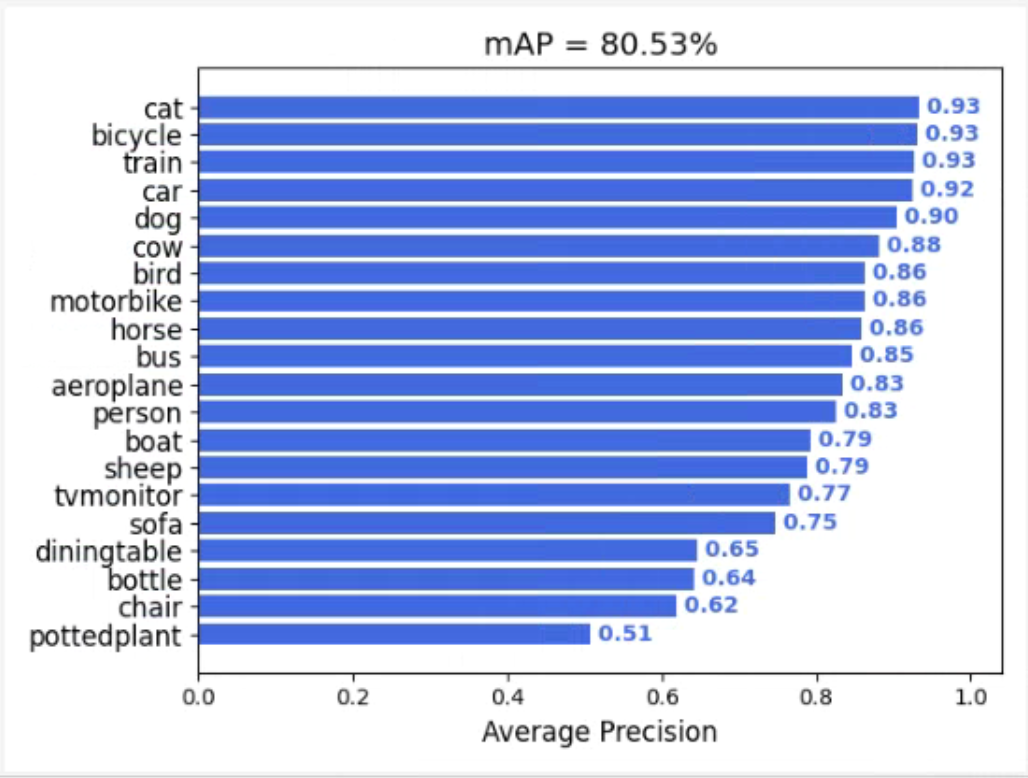 mAP = 80.53%
cat 0.93
bicycle 0.93
train 0.93
car 0.92
dog 0.90
cow 0.88
bird 0.86
motorbike 0.86
horse 0.86
bus 0.85
aeroplane 0.83
person 0.83
boat 0.79
sheep 0.79
tvmonitor 0.77
sofa 0.75
diningtable 0.65
bottle 0.64
chair 0.62
pottedplant 0.51
0.0 0.2 0.4 0.6 0.8 1.0
Average Precision